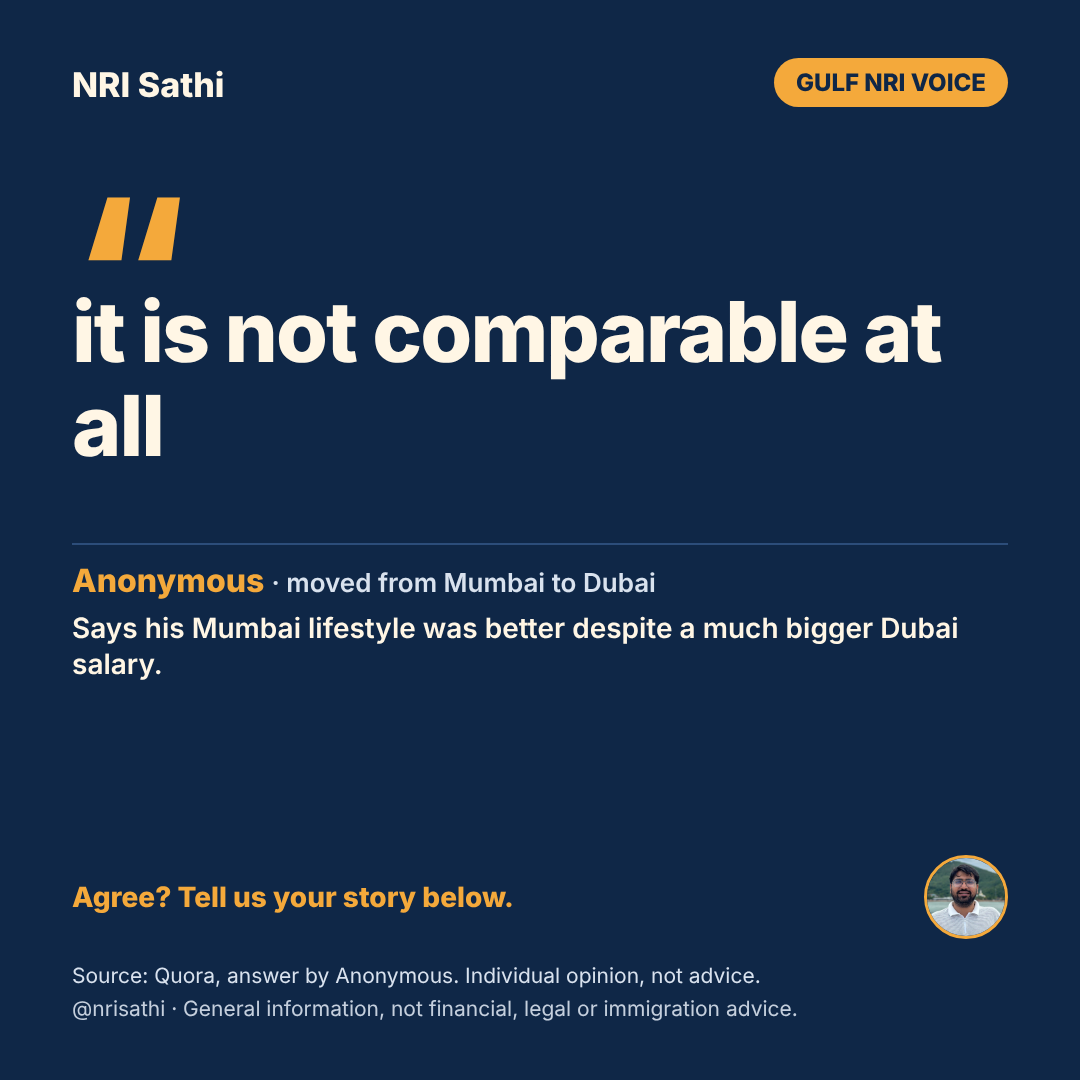 NRI Sathi
GULF NRI VOICE
"
it is not comparable at
all
Anonymous · moved from Mumbai to Dubai
Says his Mumbai lifestyle was better despite a much bigger Dubai
salary.
Agree? Tell us your story below.
Source: Quora, answer by Anonymous. Individual opinion, not advice.
@nrisathi · General information, not financial, legal or immigration advice.